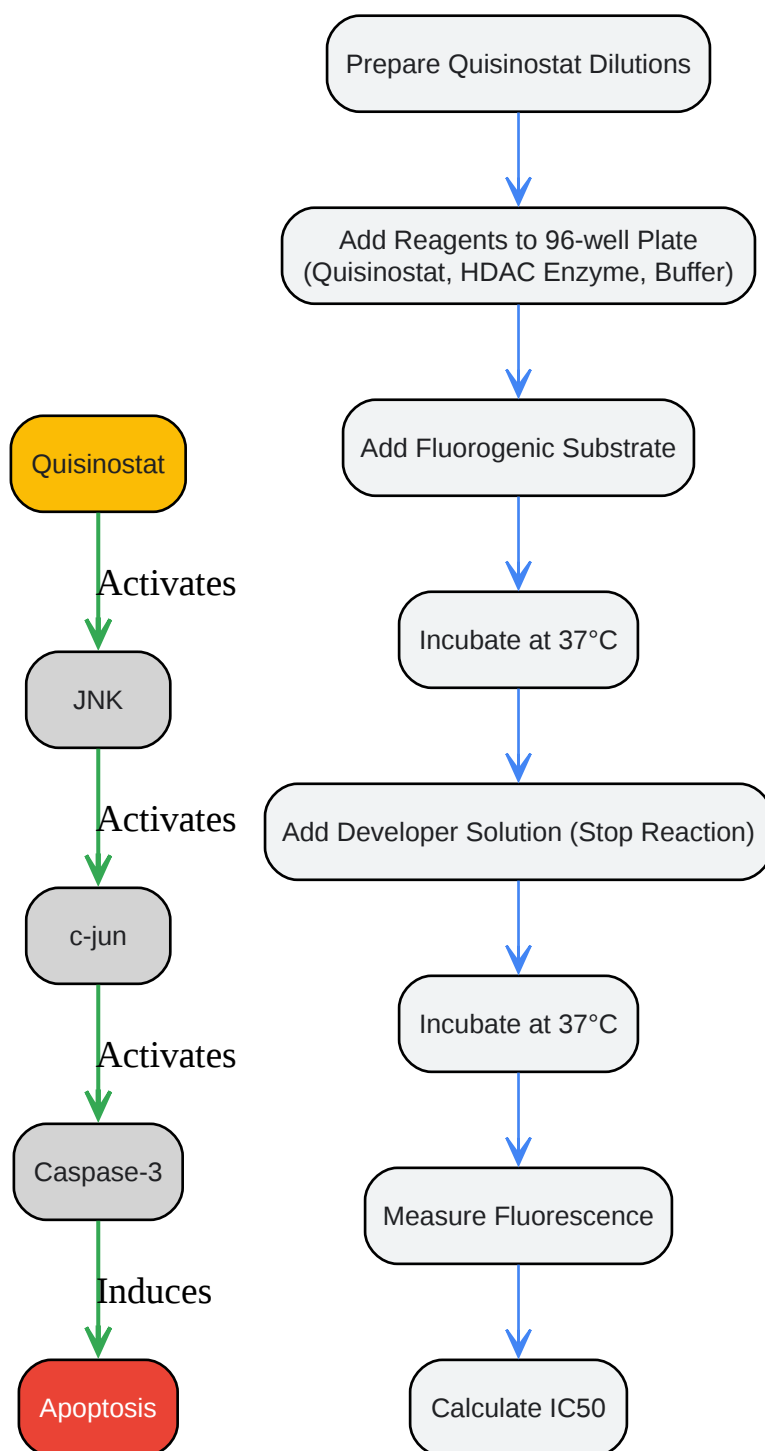 Quisinostat
Activates
JNK
Activates
c-jun
Activates
Caspase-3
Induces
Apoptosis
Prepare Quisinostat Dilutions
Add Reagents to 96-well Plate
(Quisinostat, HDAC Enzyme, Buffer)
Add Fluorogenic Substrate
Incubate at 37°C
Add Developer Solution (Stop Reaction)
Incubate at 37°C
Measure Fluorescence
Calculate IC50